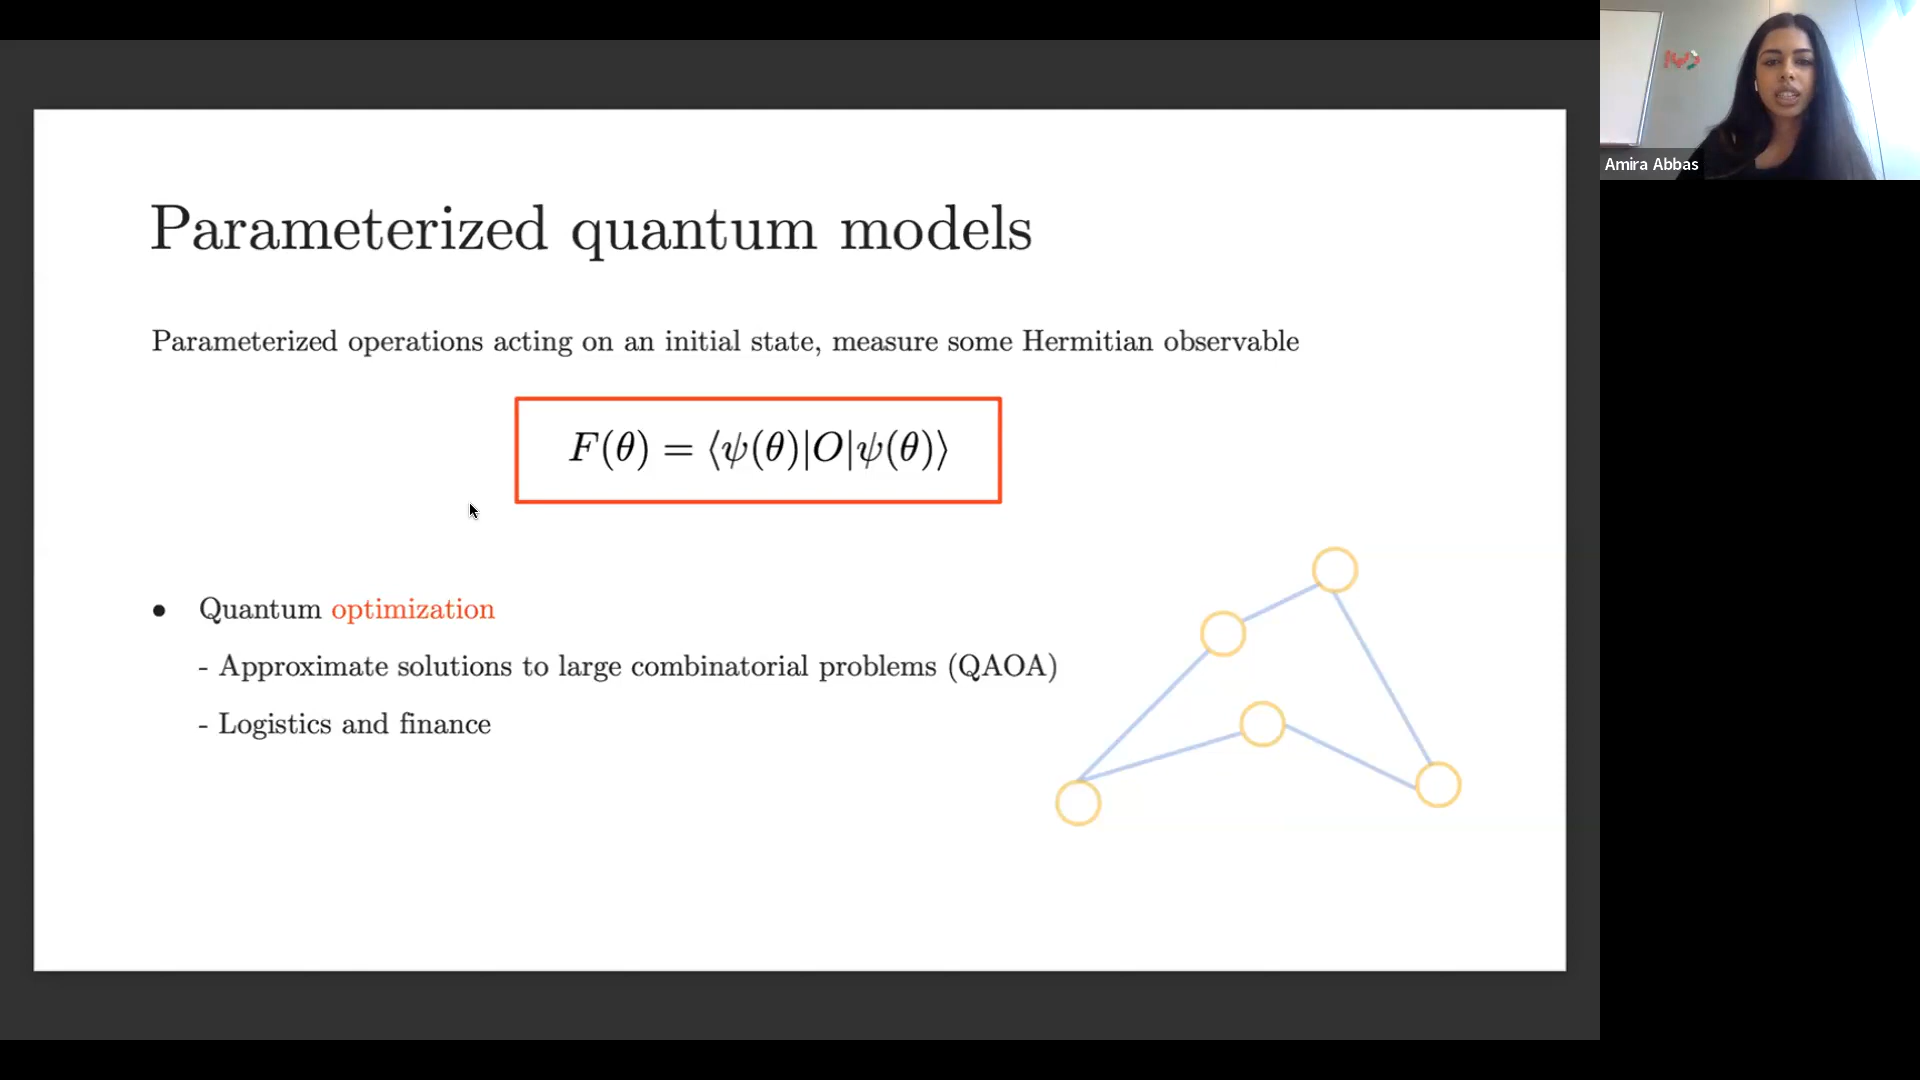 Parameterized quantum models
Parameterized operations acting on an initial state, measure some Hermitian observable
F(θ) = ⟨ψ(θ)|O|ψ(θ)⟩
● Quantum optimization
- Approximate solutions to large combinatorial problems (QAOA)
- Logistics and finance
Amira Abbas